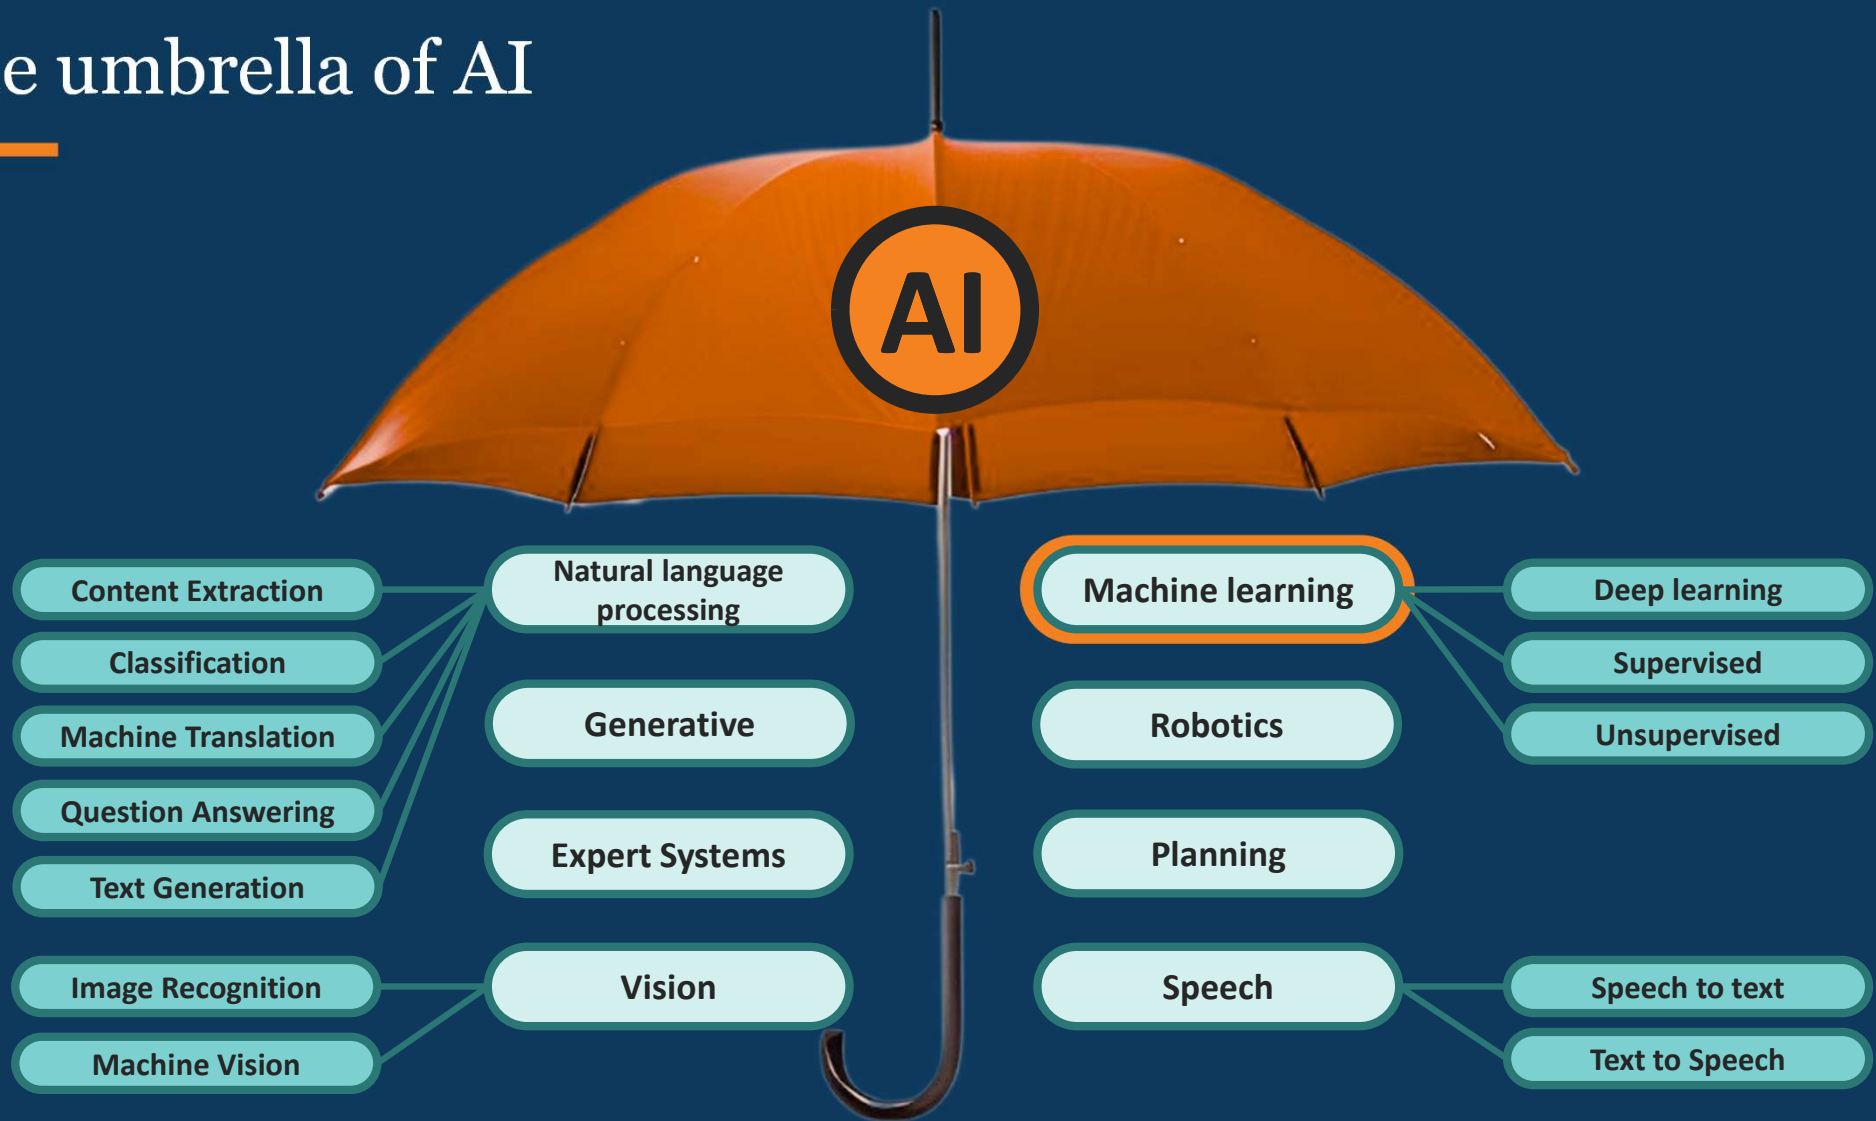 e umbrella of AI
AI
Content Extraction
Classification
Machine Translation
Question Answering
Text Generation
Image Recognition
Machine Vision
Natural language
processing
Generative
Expert Systems
Vision
Machine learning
Robotics
Planning
Speech
Deep learning
Supervised
Unsupervised
Speech to text
Text to Speech